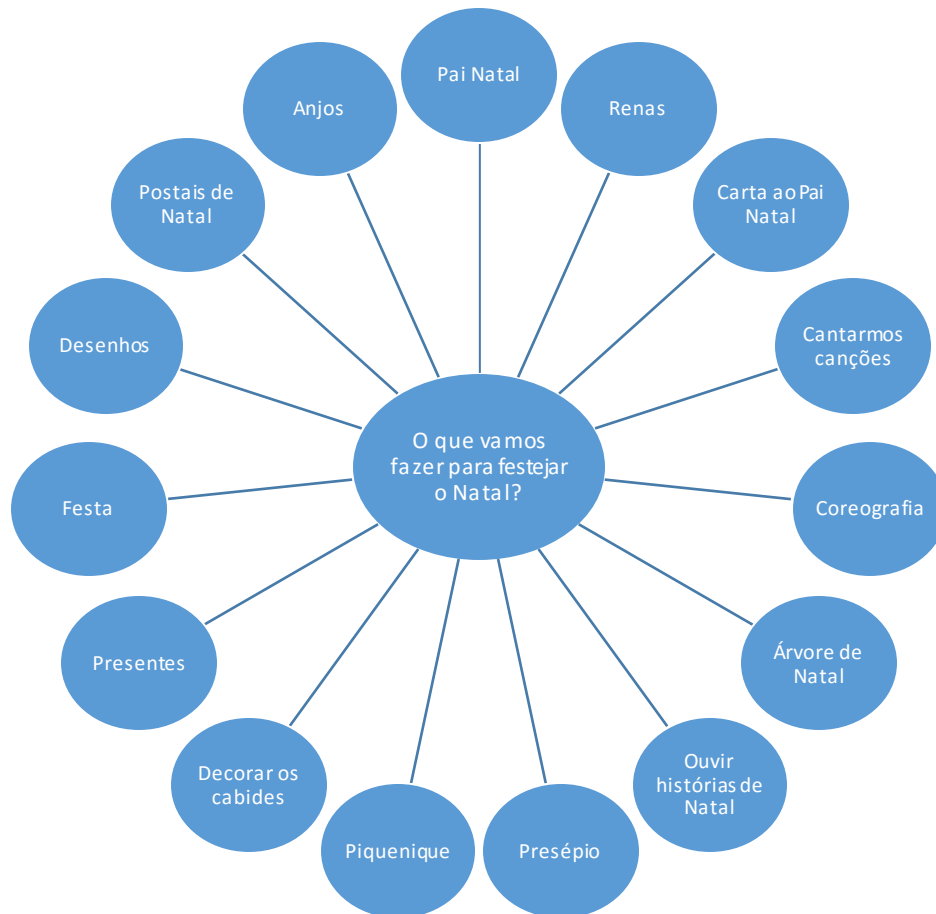 Pai Natal
Renas
Carta ao Pai
Natal
Cantarmos
canções
Coreografia
Árvore de
Natal
Ouvir
histórias de
Natal
Presépio
Piquenique
Decorar os
cabides
Presentes
Festa
Desenhos
Postais de
Natal
Anjos
O que vamos
fazer para festejar
o Natal?